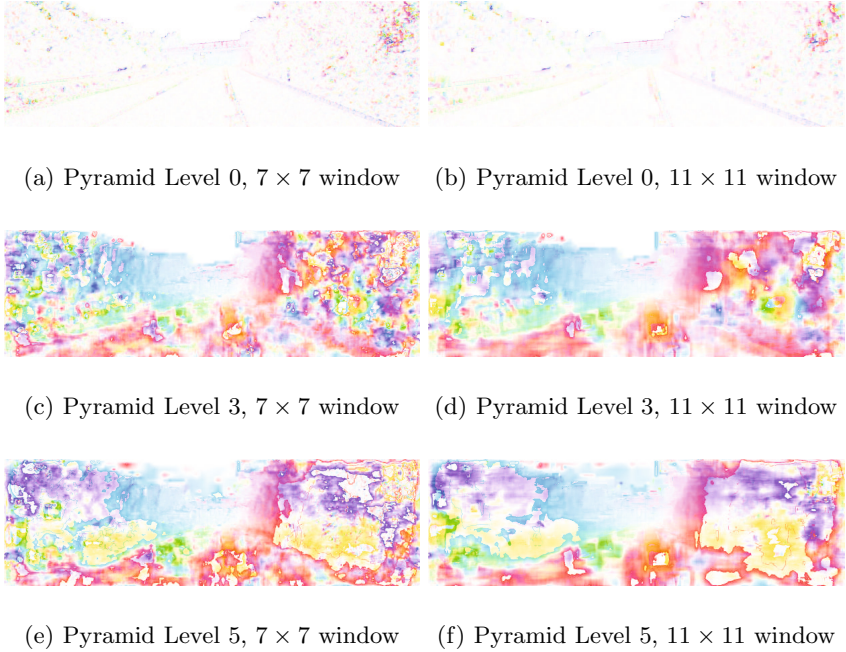 (a) Pyramid Level 0, 7 × 7 window
(b) Pyramid Level 0, 11 × 11 window
(c) Pyramid Level 3, 7 × 7 window
(d) Pyramid Level 3, 11 × 11 window
(e) Pyramid Level 5, 7 × 7 window
(f) Pyramid Level 5, 11 × 11 window